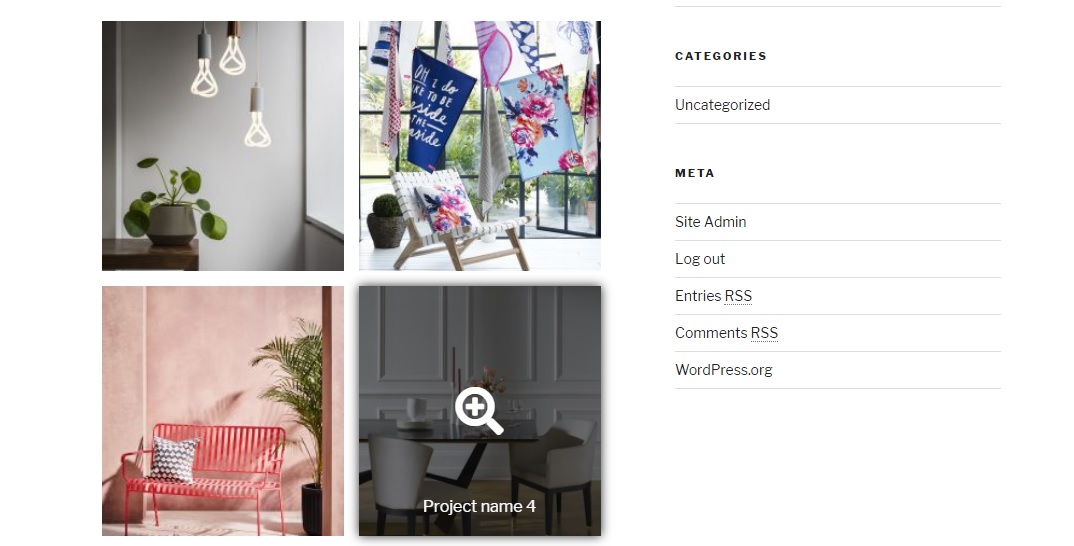 OH I do
LIKE TO BE
Beside
THE
seaside
Project name 4
CATEGORIES
Uncategorized
META
Site Admin
Log out
Entries RSS
Comments RSS
WordPress.org